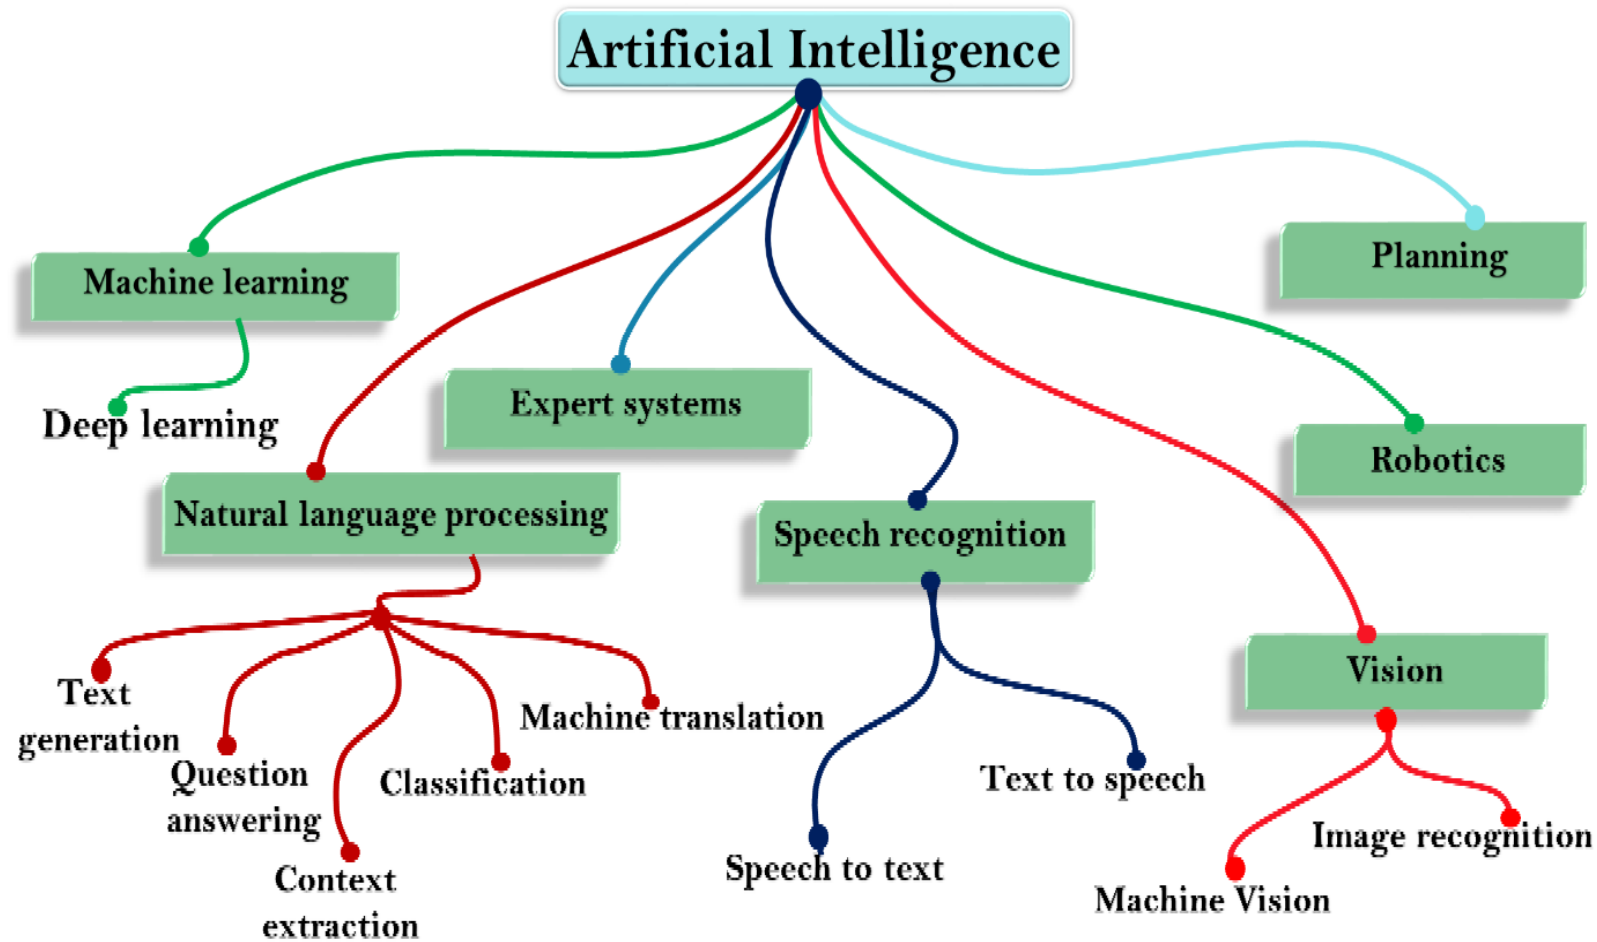 Artificial Intelligence
Machine learning
Planning
Deep learning
Expert systems
Robotics
Natural language processing
Speech recognition
Vision
Text
generation
Question
answering
Context
extraction
Classification
Machine translation
Speech to text
Text to speech
Machine Vision
Image recognition